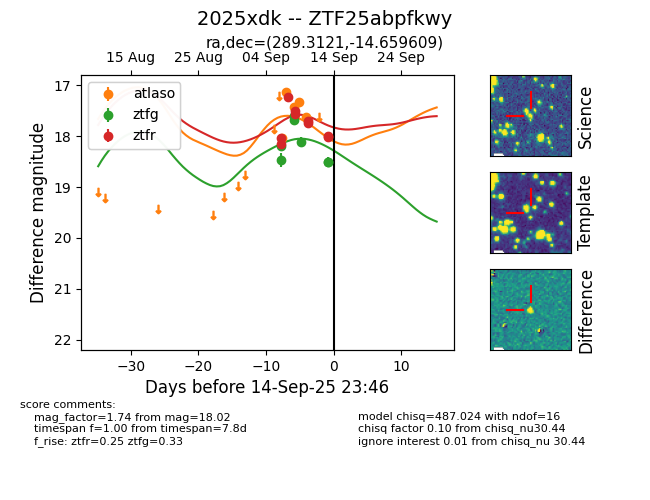 2025xdk -- ZTF25abpfkwy
ra,dec=(289.3121,-14.659609)
15 Aug 25 Aug 04 Sep 14 Sep 24 Sep
atlaso
ztfg
ztfr
17
18
19
20
21
22
Difference magnitude
−30 −20 −10 0 10
Days before 14-Sep-25 23:46
Science
Template
Difference
score comments:
mag_factor=1.74 from mag=18.02
timespan f=1.00 from timespan=7.8d
f_rise: ztfr=0.25 ztfg=0.33
model chisq=487.024 with ndof=16
chisq factor 0.10 from chisq_nu30.44
ignore interest 0.01 from chisq_nu 30.44